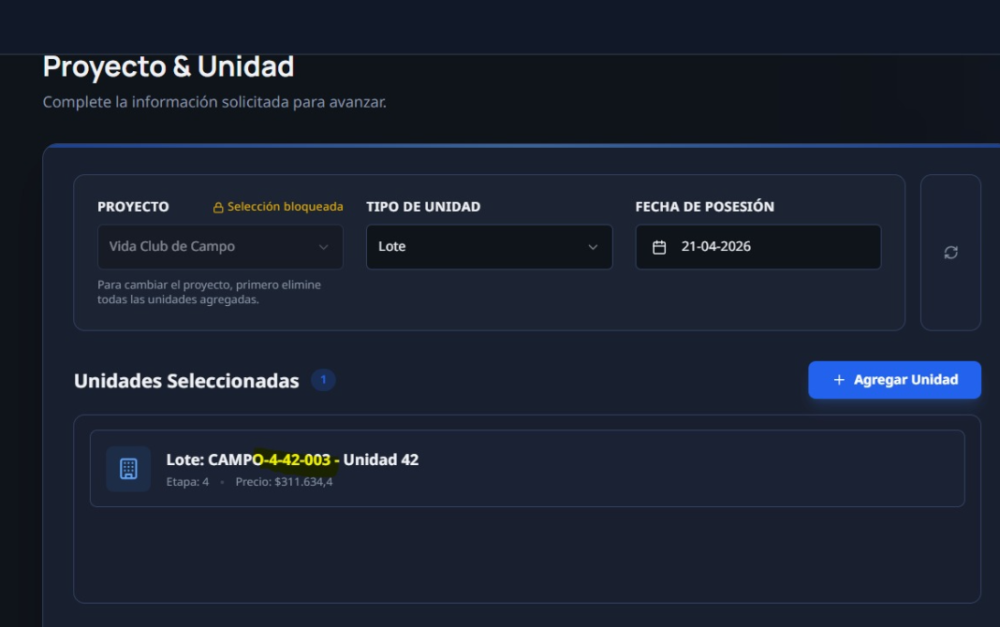 Proyecto & Unidad
Complete la información solicitada para avanzar.
PROYECTO
Selección bloqueada
Vida Club de Campo
Para cambiar el proyecto, primero elimine
todas las unidades agregadas.
TIPO DE UNIDAD
Lote
FECHA DE POSESIÓN
21-04-2026
Unidades Seleccionadas 1
+ Agregar Unidad
Lote: CAMPO-4-42-003 - Unidad 42
Etapa: 4 • Precio: $311.634,4